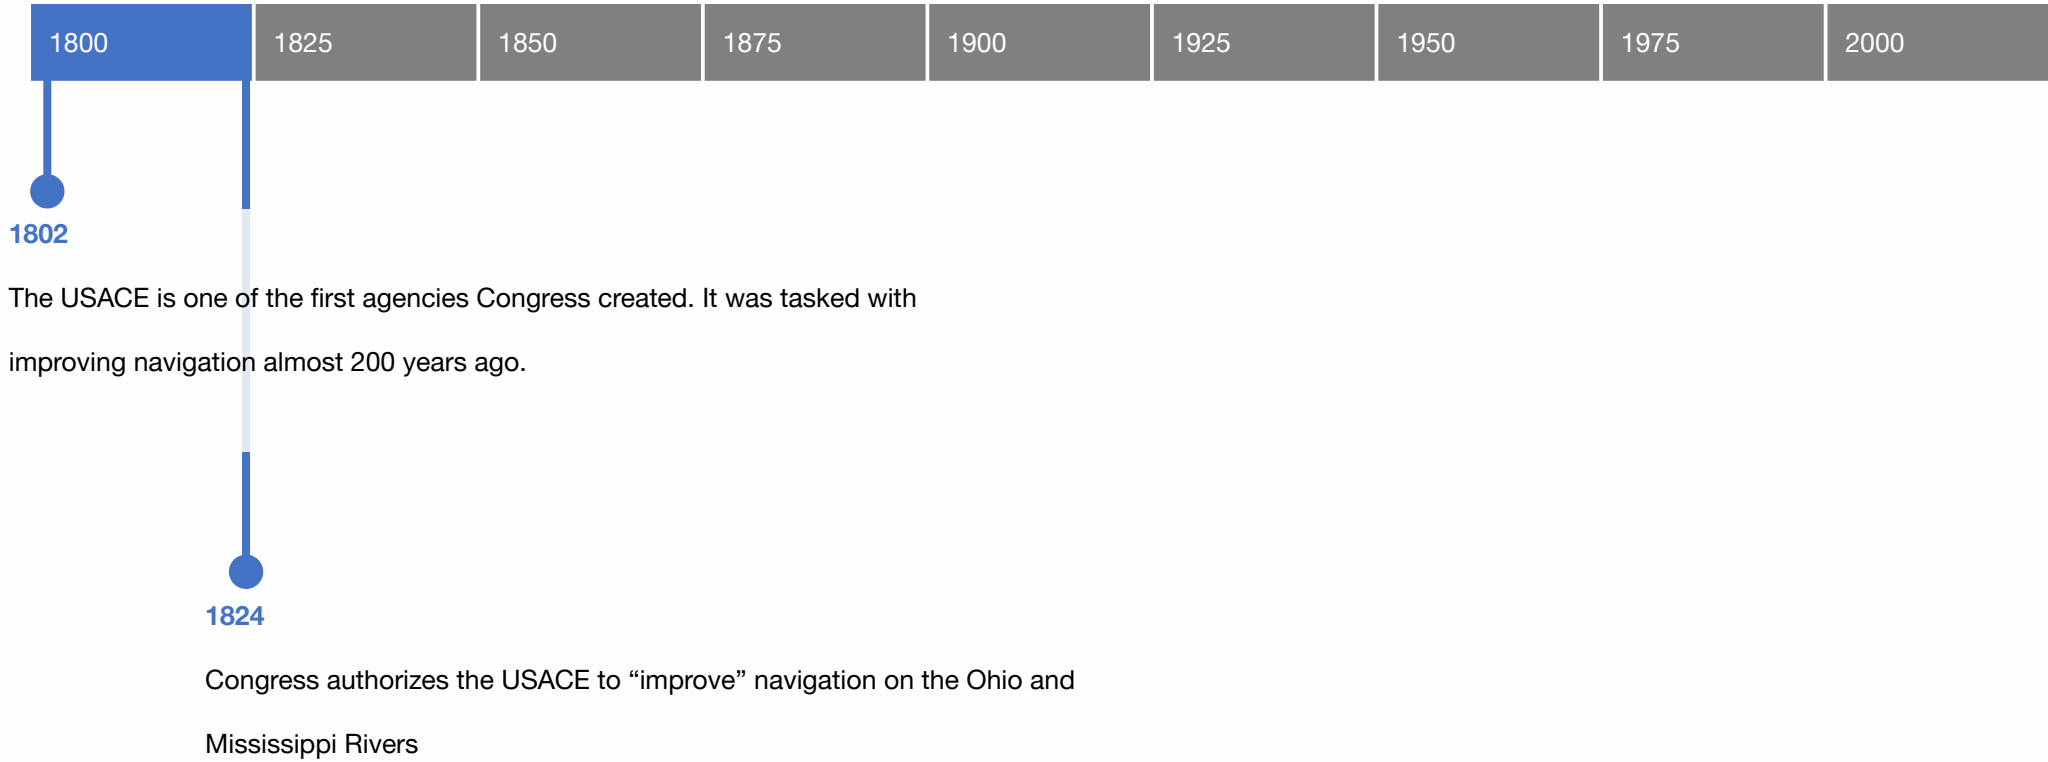 1800 1825 1850 1875 1900 1925 1950 1975 2000
1802
The USACE is one of the first agencies Congress created. It was tasked with
improving navigation almost 200 years ago.
1824
Congress authorizes the USACE to “improve” navigation on the Ohio and
Mississippi Rivers